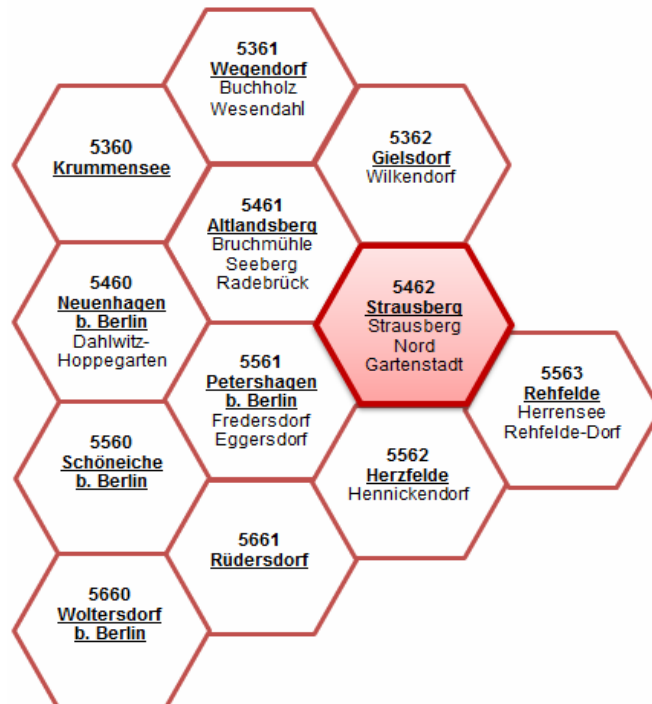 5361
Wegendorf
Buchholz
Wesendahl
5360
Krummensee
5362
Gielsdorf
Wilkendorf
5461
Altlandsberg
Bruchmühle
Seeberg
Radebrück
5460
Neuenhagen
b. Berlin
Dahlwitz-
Hoppegarten
5462
Strausberg
Strausberg
Nord
Gartenstadt
5561
Petershagen
b. Berlin
Fredersdorf
Eggersdorf
5563
Rehfelde
Herrensee
Rehfelde-Dorf
5560
Schöneiche
b. Berlin
5562
Herzfelde
Hennickendorf
5661
Rüdersdorf
5660
Woltersdorf
b. Berlin